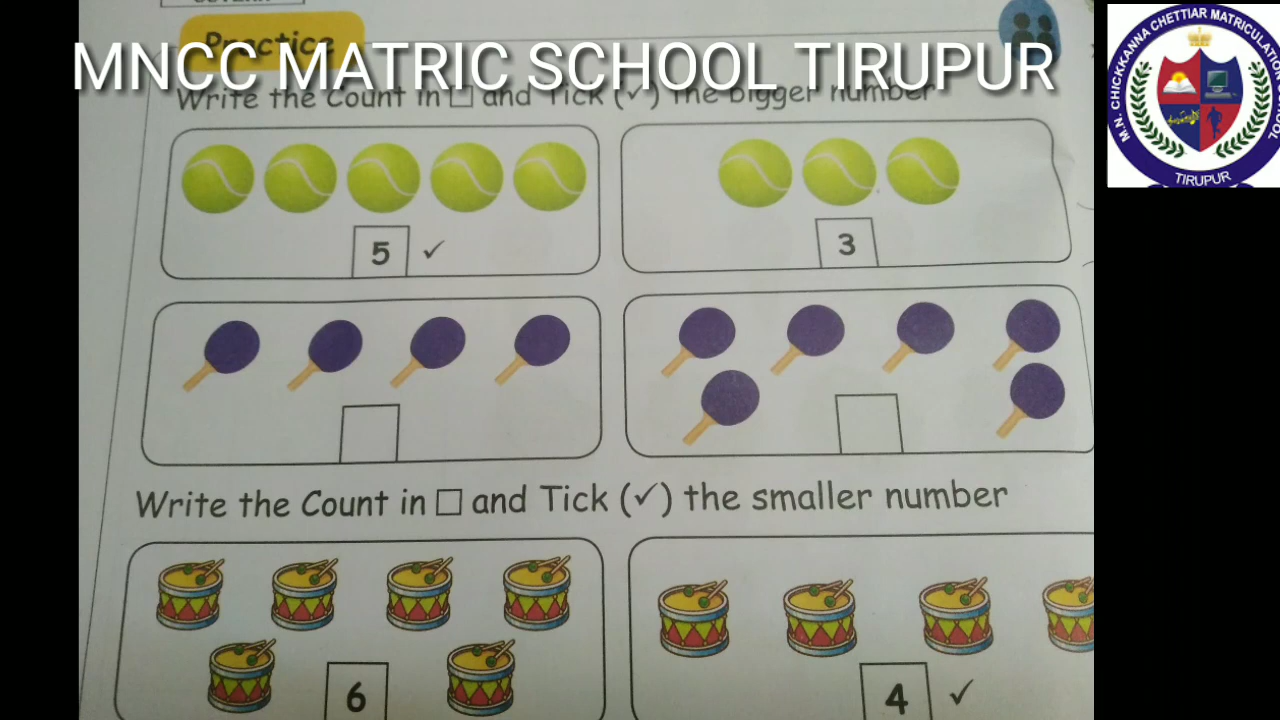 Practice
MNCC MATRIC SCHOOL TIRUPUR
Write the Count in □ and Tick (✓) the bigger number
5 ✓
3
Write the Count in □ and Tick (✓) the smaller number
6
4 ✓
M.N. CHICKKANNA CHETTIAR MATRICULATION SCHOOL
TIRUPUR